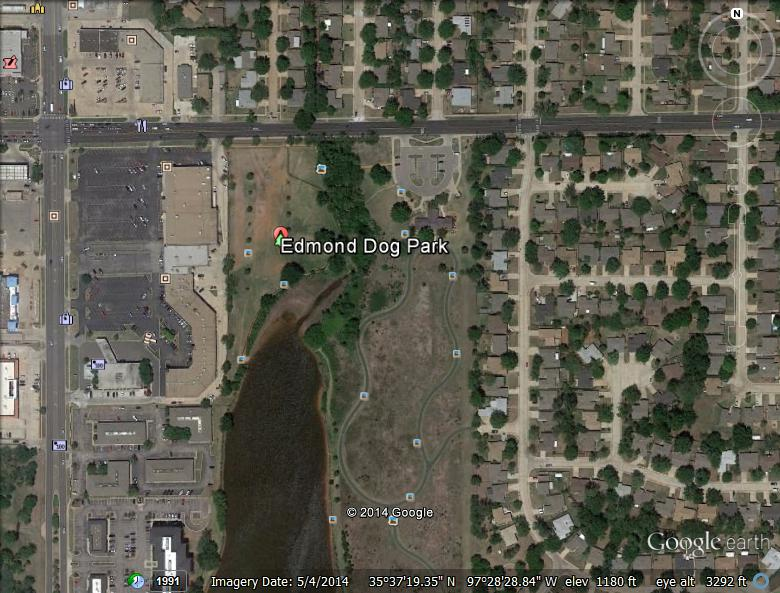 N
Edmond Dog Park
© 2014 Google
Google earth
1991
Imagery Date: 5/4/2014 35°37'19.35" N 97°28'28.84" W elev 1180 ft eye alt 3292 ft